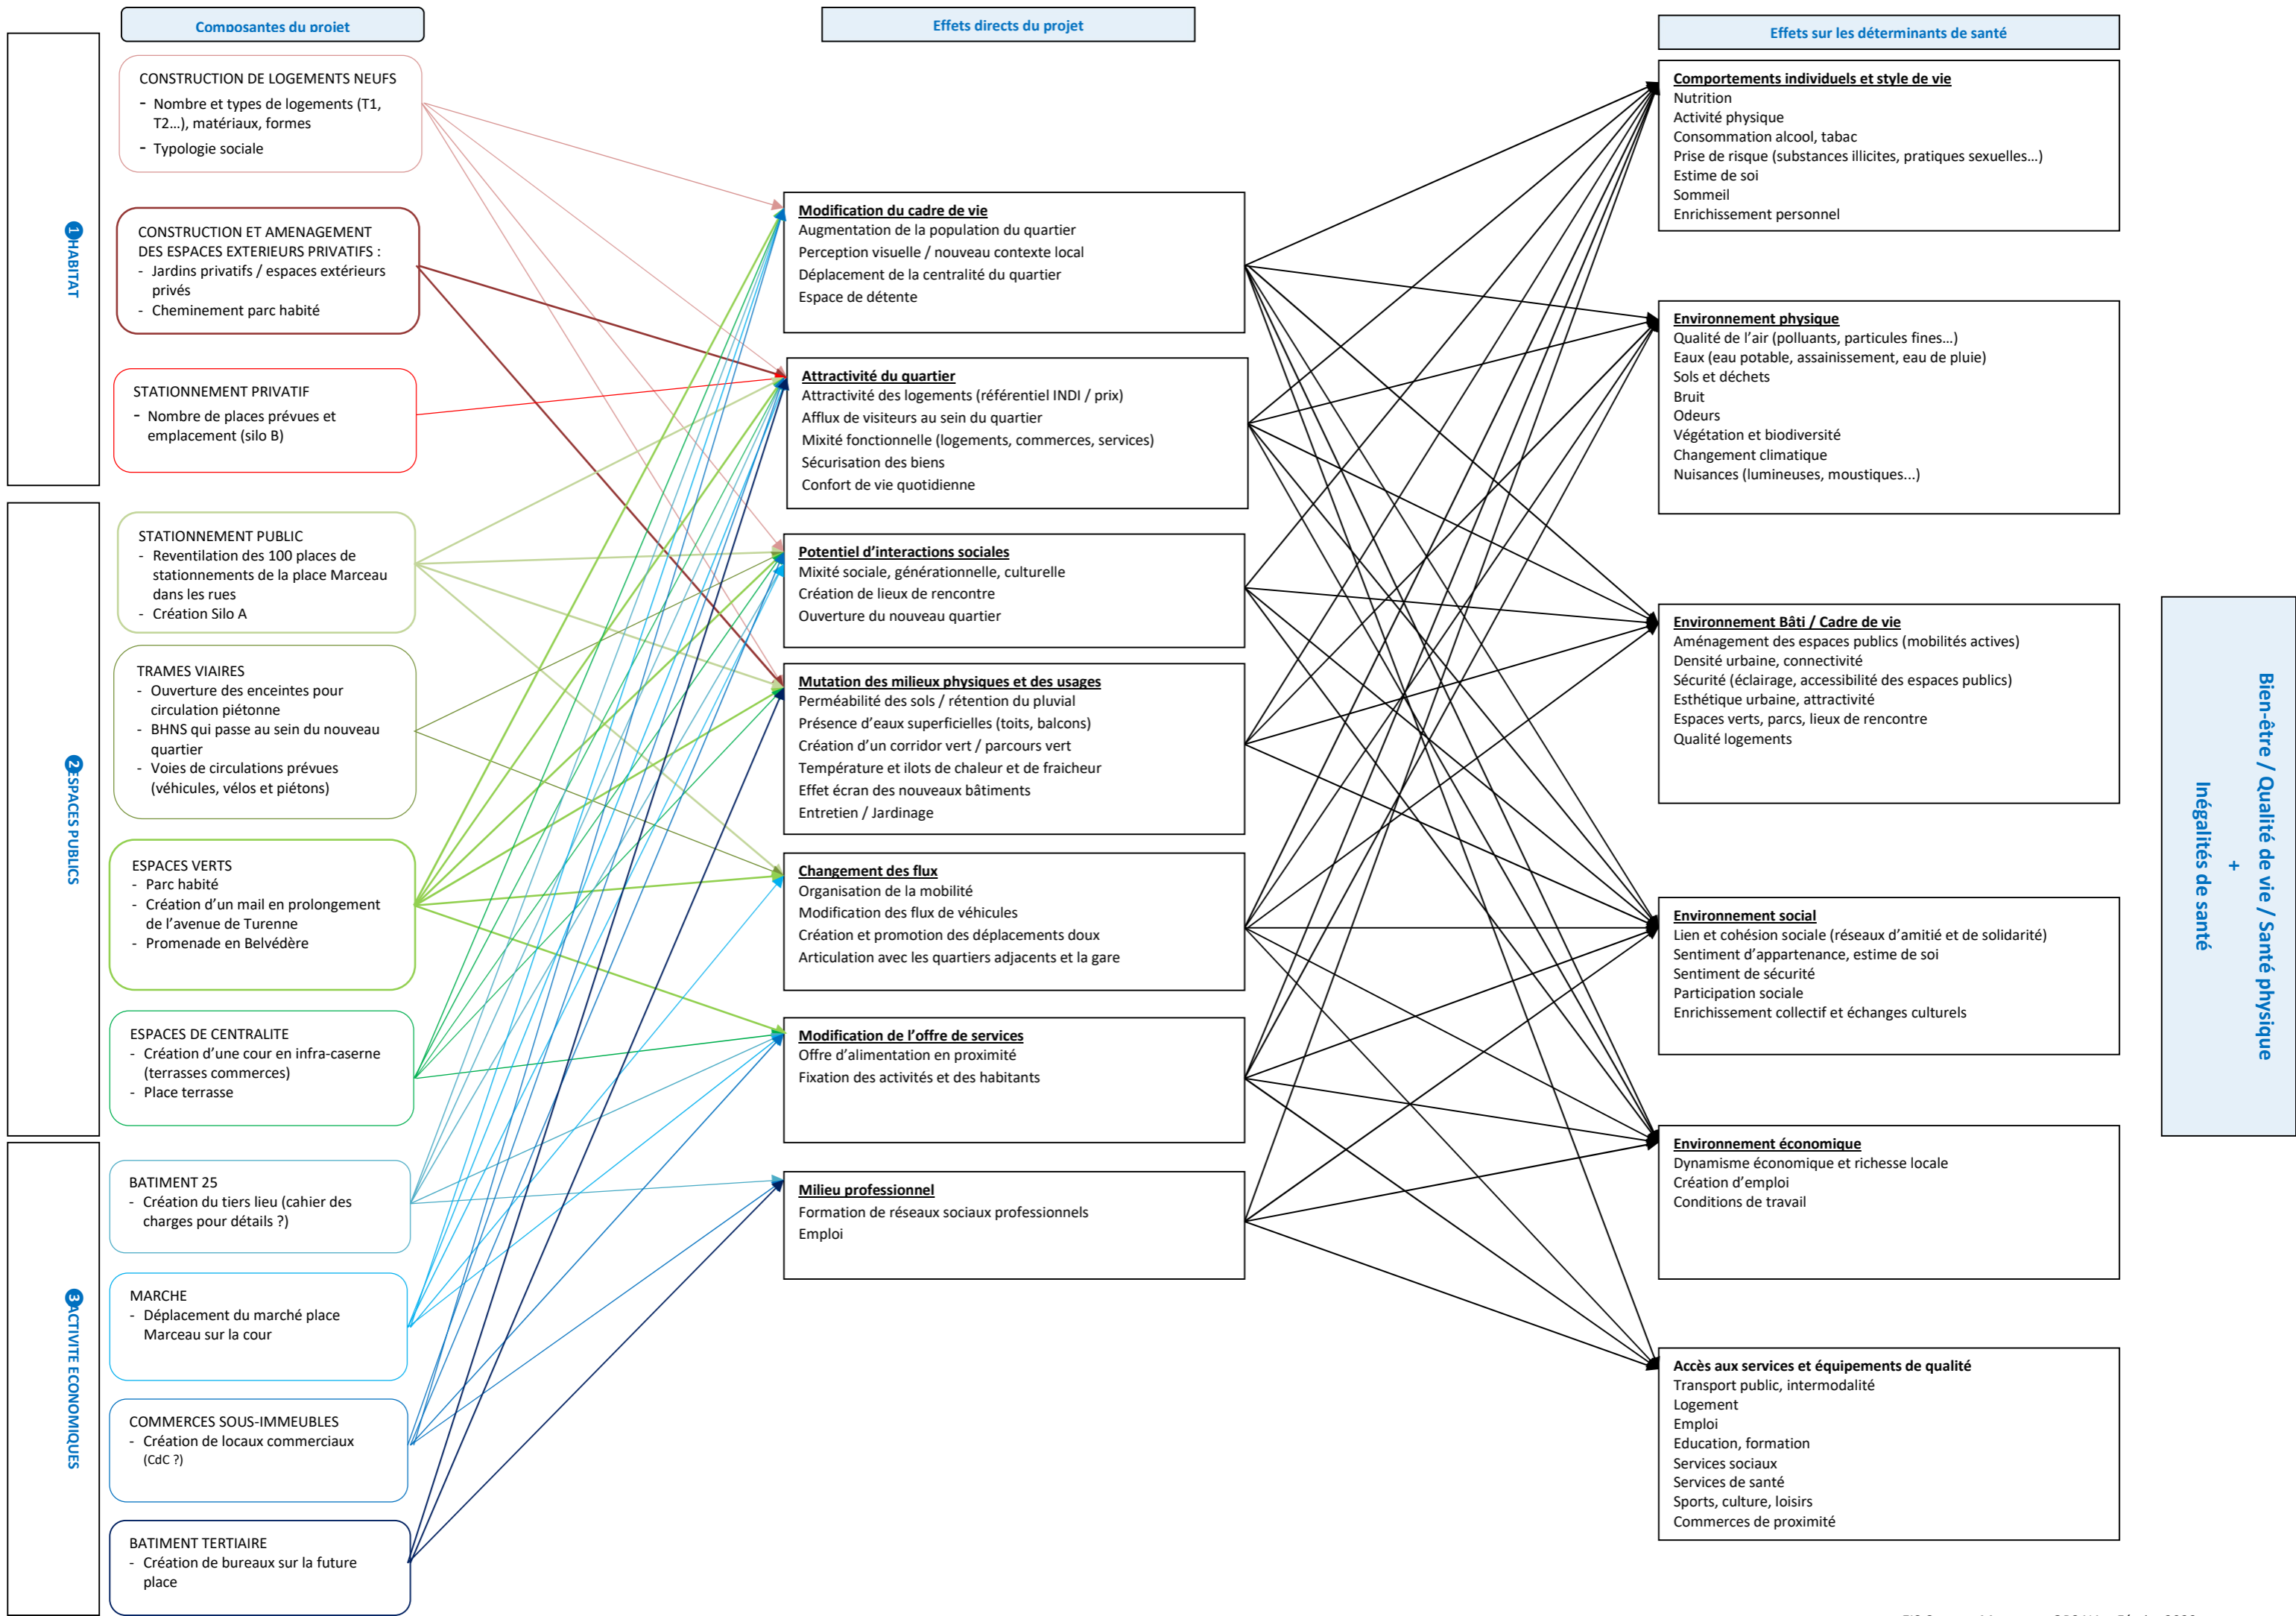 Composantes du projet
Effets directs du projet
Effets sur les déterminants de santé
1 HABITAT
CONSTRUCTION DE LOGEMENTS NEUFS
- Nombre et types de logements (T1,
T2…), matériaux, formes
- Typologie sociale
CONSTRUCTION ET AMENAGEMENT
DES ESPACES EXTERIEURS PRIVATIFS :
- Jardins privatifs / espaces extérieurs
privés
- Cheminement parc habité
STATIONNEMENT PRIVATIF
- Nombre de places prévues et
emplacement (silo B)
2 ESPACES PUBLICS
STATIONNEMENT PUBLIC
- Reventilation des 100 places de
stationnements de la place Marceau
dans les rues
- Création Silo A
TRAMES VIAIRES
- Ouverture des enceintes pour
circulation piétonne
- BHNS qui passe au sein du nouveau
quartier
- Voies de circulations prévues
(véhicules, vélos et piétons)
ESPACES VERTS
- Parc habité
- Création d’un mail en prolongement
de l’avenue de Turenne
- Promenade en Belvédère
ESPACES DE CENTRALITE
- Création d’une cour en infra-caserne
(terrasses commerces)
- Place terrasse
3 ACTIVITE ECONOMIQUES
BATIMENT 25
- Création du tiers lieu (cahier des
charges pour détails ?)
MARCHE
- Déplacement du marché place
Marceau sur la cour
COMMERCES SOUS-IMMEUBLES
- Création de locaux commerciaux
(CdC ?)
BATIMENT TERTIAIRE
- Création de bureaux sur la future
place
Modification du cadre de vie
Augmentation de la population du quartier
Perception visuelle / nouveau contexte local
Déplacement de la centralité du quartier
Espace de détente
Attractivité du quartier
Attractivité des logements (référentiel INDI / prix)
Afflux de visiteurs au sein du quartier
Mixité fonctionnelle (logements, commerces, services)
Sécurisation des biens
Confort de vie quotidienne
Potentiel d’interactions sociales
Mixité sociale, générationnelle, culturelle
Création de lieux de rencontre
Ouverture du nouveau quartier
Mutation des milieux physiques et des usages
Perméabilité des sols / rétention du pluvial
Présence d’eaux superficielles (toits, balcons)
Création d’un corridor vert / parcours vert
Température et ilots de chaleur et de fraicheur
Effet écran des nouveaux bâtiments
Entretien / Jardinage
Changement des flux
Organisation de la mobilité
Modification des flux de véhicules
Création et promotion des déplacements doux
Articulation avec les quartiers adjacents et la gare
Modification de l’offre de services
Offre d’alimentation en proximité
Fixation des activités et des habitants
Milieu professionnel
Formation de réseaux sociaux professionnels
Emploi
Comportements individuels et style de vie
Nutrition
Activité physique
Consommation alcool, tabac
Prise de risque (substances illicites, pratiques sexuelles…)
Estime de soi
Sommeil
Enrichissement personnel
Environnement physique
Qualité de l’air (polluants, particules fines…)
Eaux (eau potable, assainissement, eau de pluie)
Sols et déchets
Bruit
Odeurs
Végétation et biodiversité
Changement climatique
Nuisances (lumineuses, moustiques...)
Environnement Bâti / Cadre de vie
Aménagement des espaces publics (mobilités actives)
Densité urbaine, connectivité
Sécurité (éclairage, accessibilité des espaces publics)
Esthétique urbaine, attractivité
Espaces verts, parcs, lieux de rencontre
Qualité logements
Environnement social
Lien et cohésion sociale (réseaux d’amitié et de solidarité)
Sentiment d’appartenance, estime de soi
Sentiment de sécurité
Participation sociale
Enrichissement collectif et échanges culturels
Environnement économique
Dynamisme économique et richesse locale
Création d’emploi
Conditions de travail
Accès aux services et équipements de qualité
Transport public, intermodalité
Logement
Emploi
Education, formation
Services sociaux
Services de santé
Sports, culture, loisirs
Commerces de proximité
Bien-être / Qualité de vie / Santé physique
+
Inégalités de santé